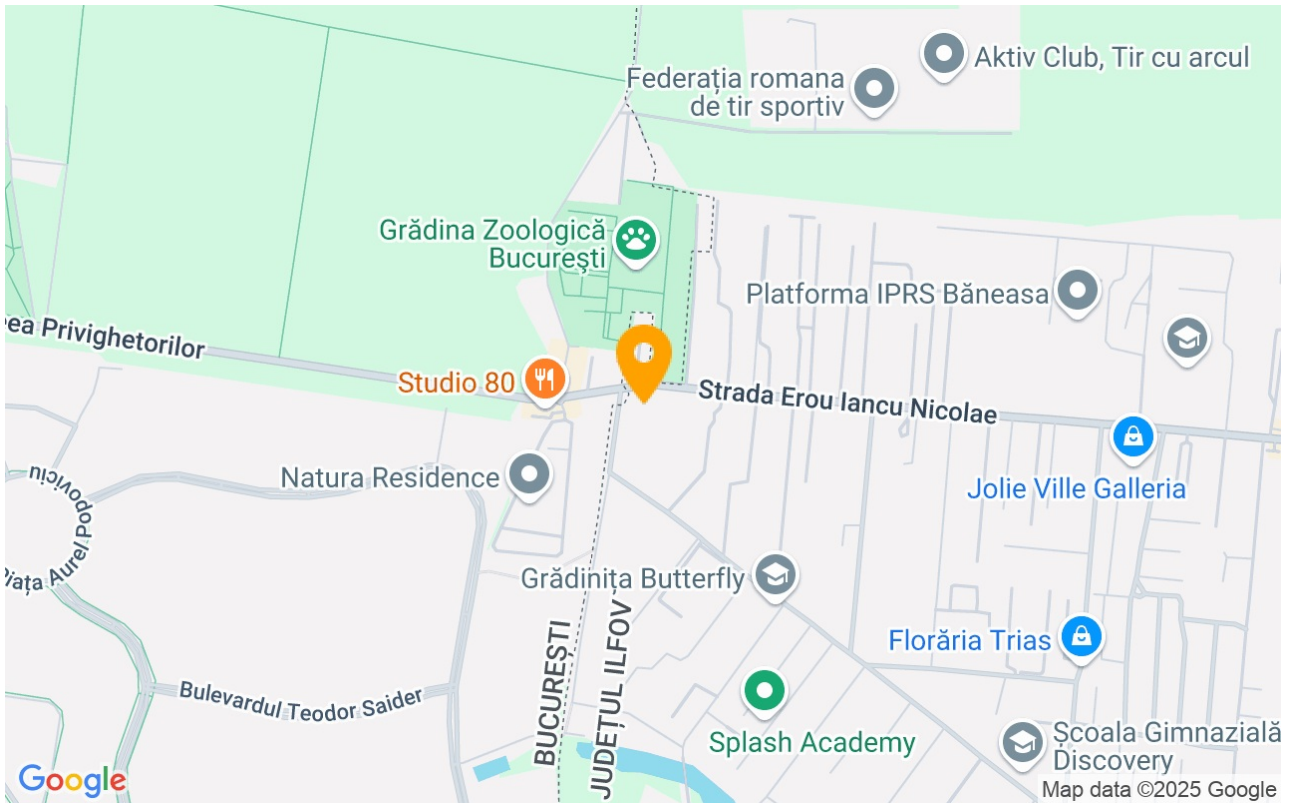 Aktiv Club, Tir cu arcul
Federația romana
de tir sportiv
Grădina Zoologică
București
Platforma IPRS Băneasa
eea Privighetorilor
Studio 80
Strada Erou Iancu Nicolae
Natura Residence
Jolie Ville Galleria
Piața Aurel Popoviciu
Grădinița Butterfly
BUCUREȘTI
JUDEȚUL ILFOV
Florăria Trias
Bulevardul Teodor Saider
Splash Academy
Școala Gimnazială
Discovery
Google
Map data ©2025 Google